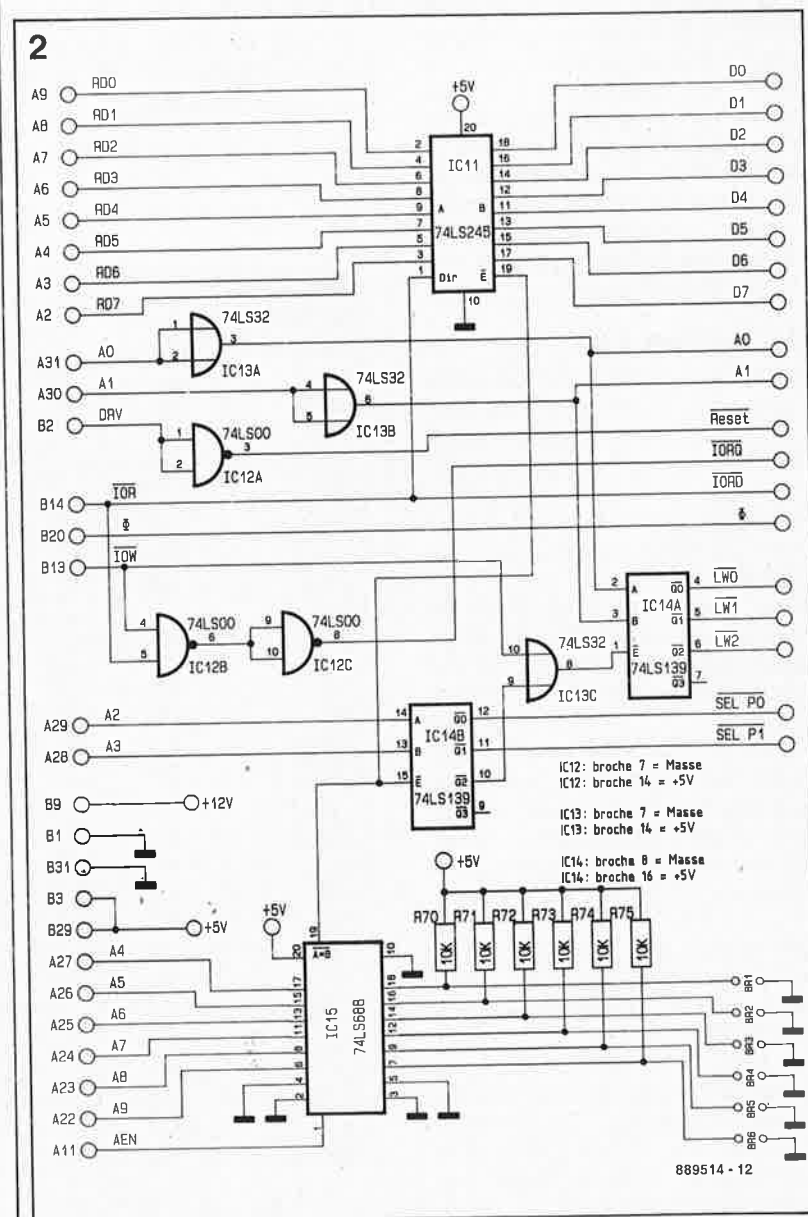 2
A9 RD0
A8 RD1
A7 RD2
A6 RD3
A5 RD4
A4 RD5
A3 RD6
A2 RD7
+5V
20
2 18
4 16
6 14
8 12
9 11
7 13
5 15
3 17
1 19
IC11
A B
74LS245
Dir E
10
D0
D1
D2
D3
D4
D5
D6
D7
A31 A0
1 74LS32
2 3
IC13A
A0
A30 A1
4 74LS32
5 6
IC13B
A1
B2 DRV
1 74LS00
2 3
IC12A
Reset
IORQ
B14 IOR
IORD
B20 Φ
Φ
B13 IOW
4 74LS00
5 6
IC12B
9 74LS00
10 8
IC12C
10 74LS32
9 8
IC13C
2 A Q0 4
IC14A
3 B Q1 5
1 E Q2 6
74LS139
Q3 7
LW0
LW1
LW2
A29 A2
A28 A3
14 A Q0 12
IC14B
13 B Q1 11
15 E Q2 10
74LS139
Q3 9
SEL P0
SEL P1
IC12: broche 7 = Masse
IC12: broche 14 = +5V
IC13: broche 7 = Masse
IC13: broche 14 = +5V
IC14: broche 8 = Masse
IC14: broche 16 = +5V
B9 +12V
B1
B31
B3
B29 +5V
+5V
+5V
R70 R71 R72 R73 R74 R75
10K 10K 10K 10K 10K 10K
A27 A4
A26 A5
A25 A6
A24 A7
A23 A8
A22 A9
A11 AEN
20 19 10
A=B
17 18
15 16
13 14
11 12
8 9
6 7
4 5
2 3
1
IC15
74LS688
BR1
BR2
BR3
BR4
BR5
BR6
889514 - 12